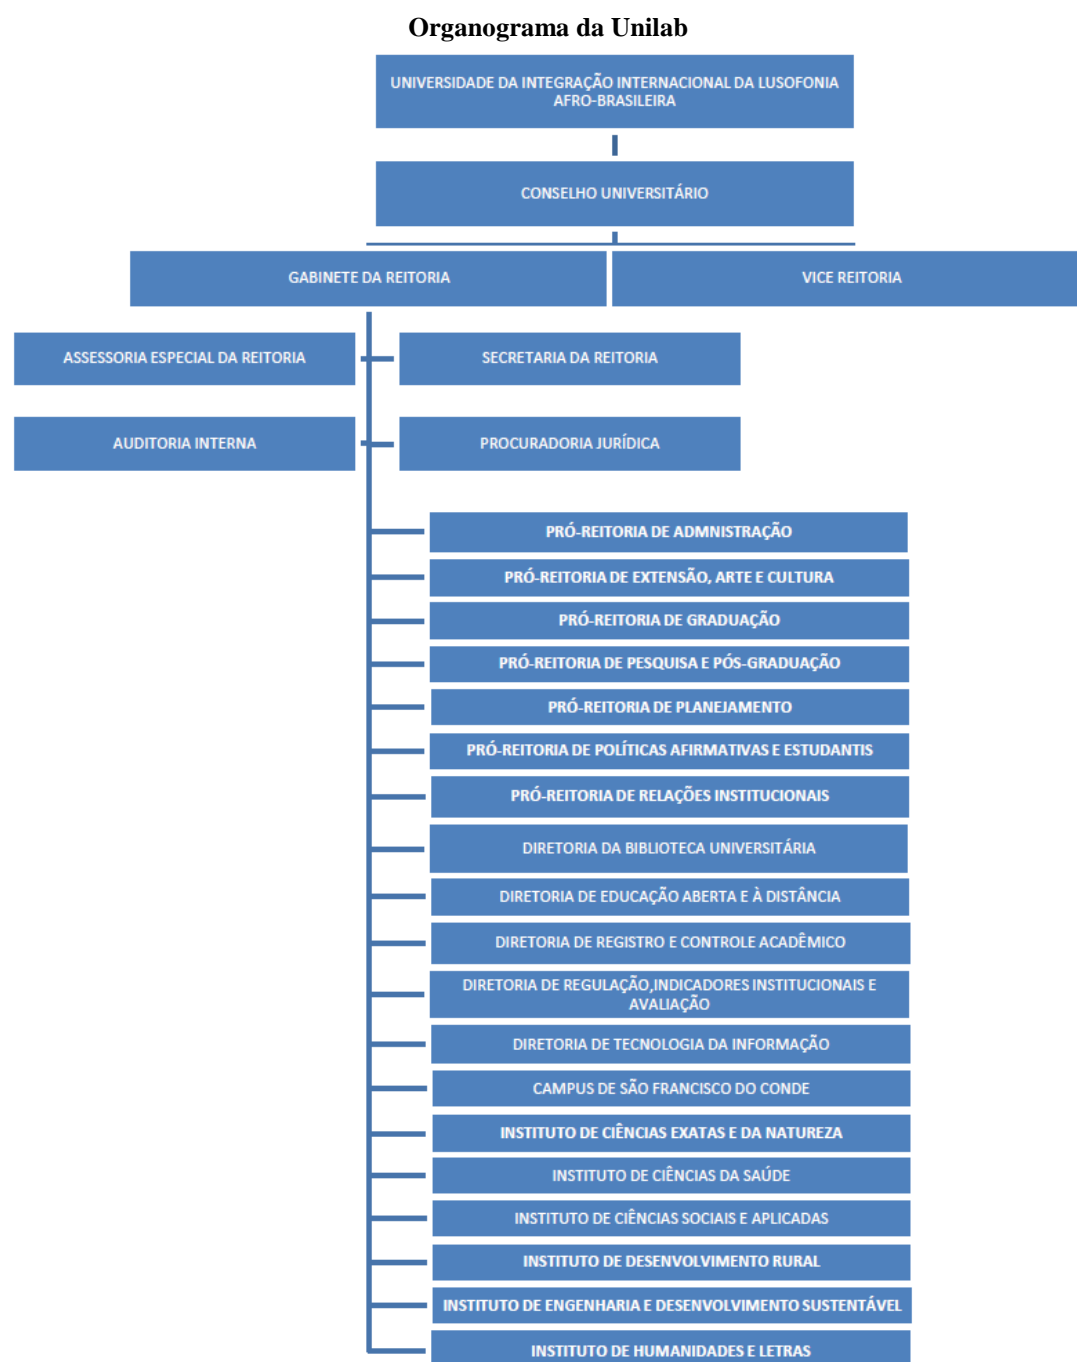 Organograma da Unilab
UNIVERSIDADE DA INTEGRAÇÃO INTERNACIONAL DA LUSOFONIA
AFRO-BRASILEIRA
CONSELHO UNIVERSITÁRIO
GABINETE DA REITORIA
VICE REITORIA
ASSESSORIA ESPECIAL DA REITORIA
SECRETARIA DA REITORIA
AUDITORIA INTERNA
PROCURADORIA JURÍDICA
PRÓ-REITORIA DE ADMNISTRAÇÃO
PRÓ-REITORIA DE EXTENSÃO, ARTE E CULTURA
PRÓ-REITORIA DE GRADUAÇÃO
PRÓ-REITORIA DE PESQUISA E PÓS-GRADUAÇÃO
PRÓ-REITORIA DE PLANEJAMENTO
PRÓ-REITORIA DE POLÍTICAS AFIRMATIVAS E ESTUDANTIS
PRÓ-REITORIA DE RELAÇÕES INSTITUCIONAIS
DIRETORIA DA BIBLIOTECA UNIVERSITÁRIA
DIRETORIA DE EDUCAÇÃO ABERTA E À DISTÂNCIA
DIRETORIA DE REGISTRO E CONTROLE ACADÊMICO
DIRETORIA DE REGULAÇÃO,INDICADORES INSTITUCIONAIS E
AVALIAÇÃO
DIRETORIA DE TECNOLOGIA DA INFORMAÇÃO
CAMPUS DE SÃO FRANCISCO DO CONDE
INSTITUTO DE CIÊNCIAS EXATAS E DA NATUREZA
INSTITUTO DE CIÊNCIAS DA SAÚDE
INSTITUTO DE CIÊNCIAS SOCIAIS E APLICADAS
INSTITUTO DE DESENVOLVIMENTO RURAL
INSTITUTO DE ENGENHARIA E DESENVOLVIMENTO SUSTENTÁVEL
INSTITUTO DE HUMANIDADES E LETRAS